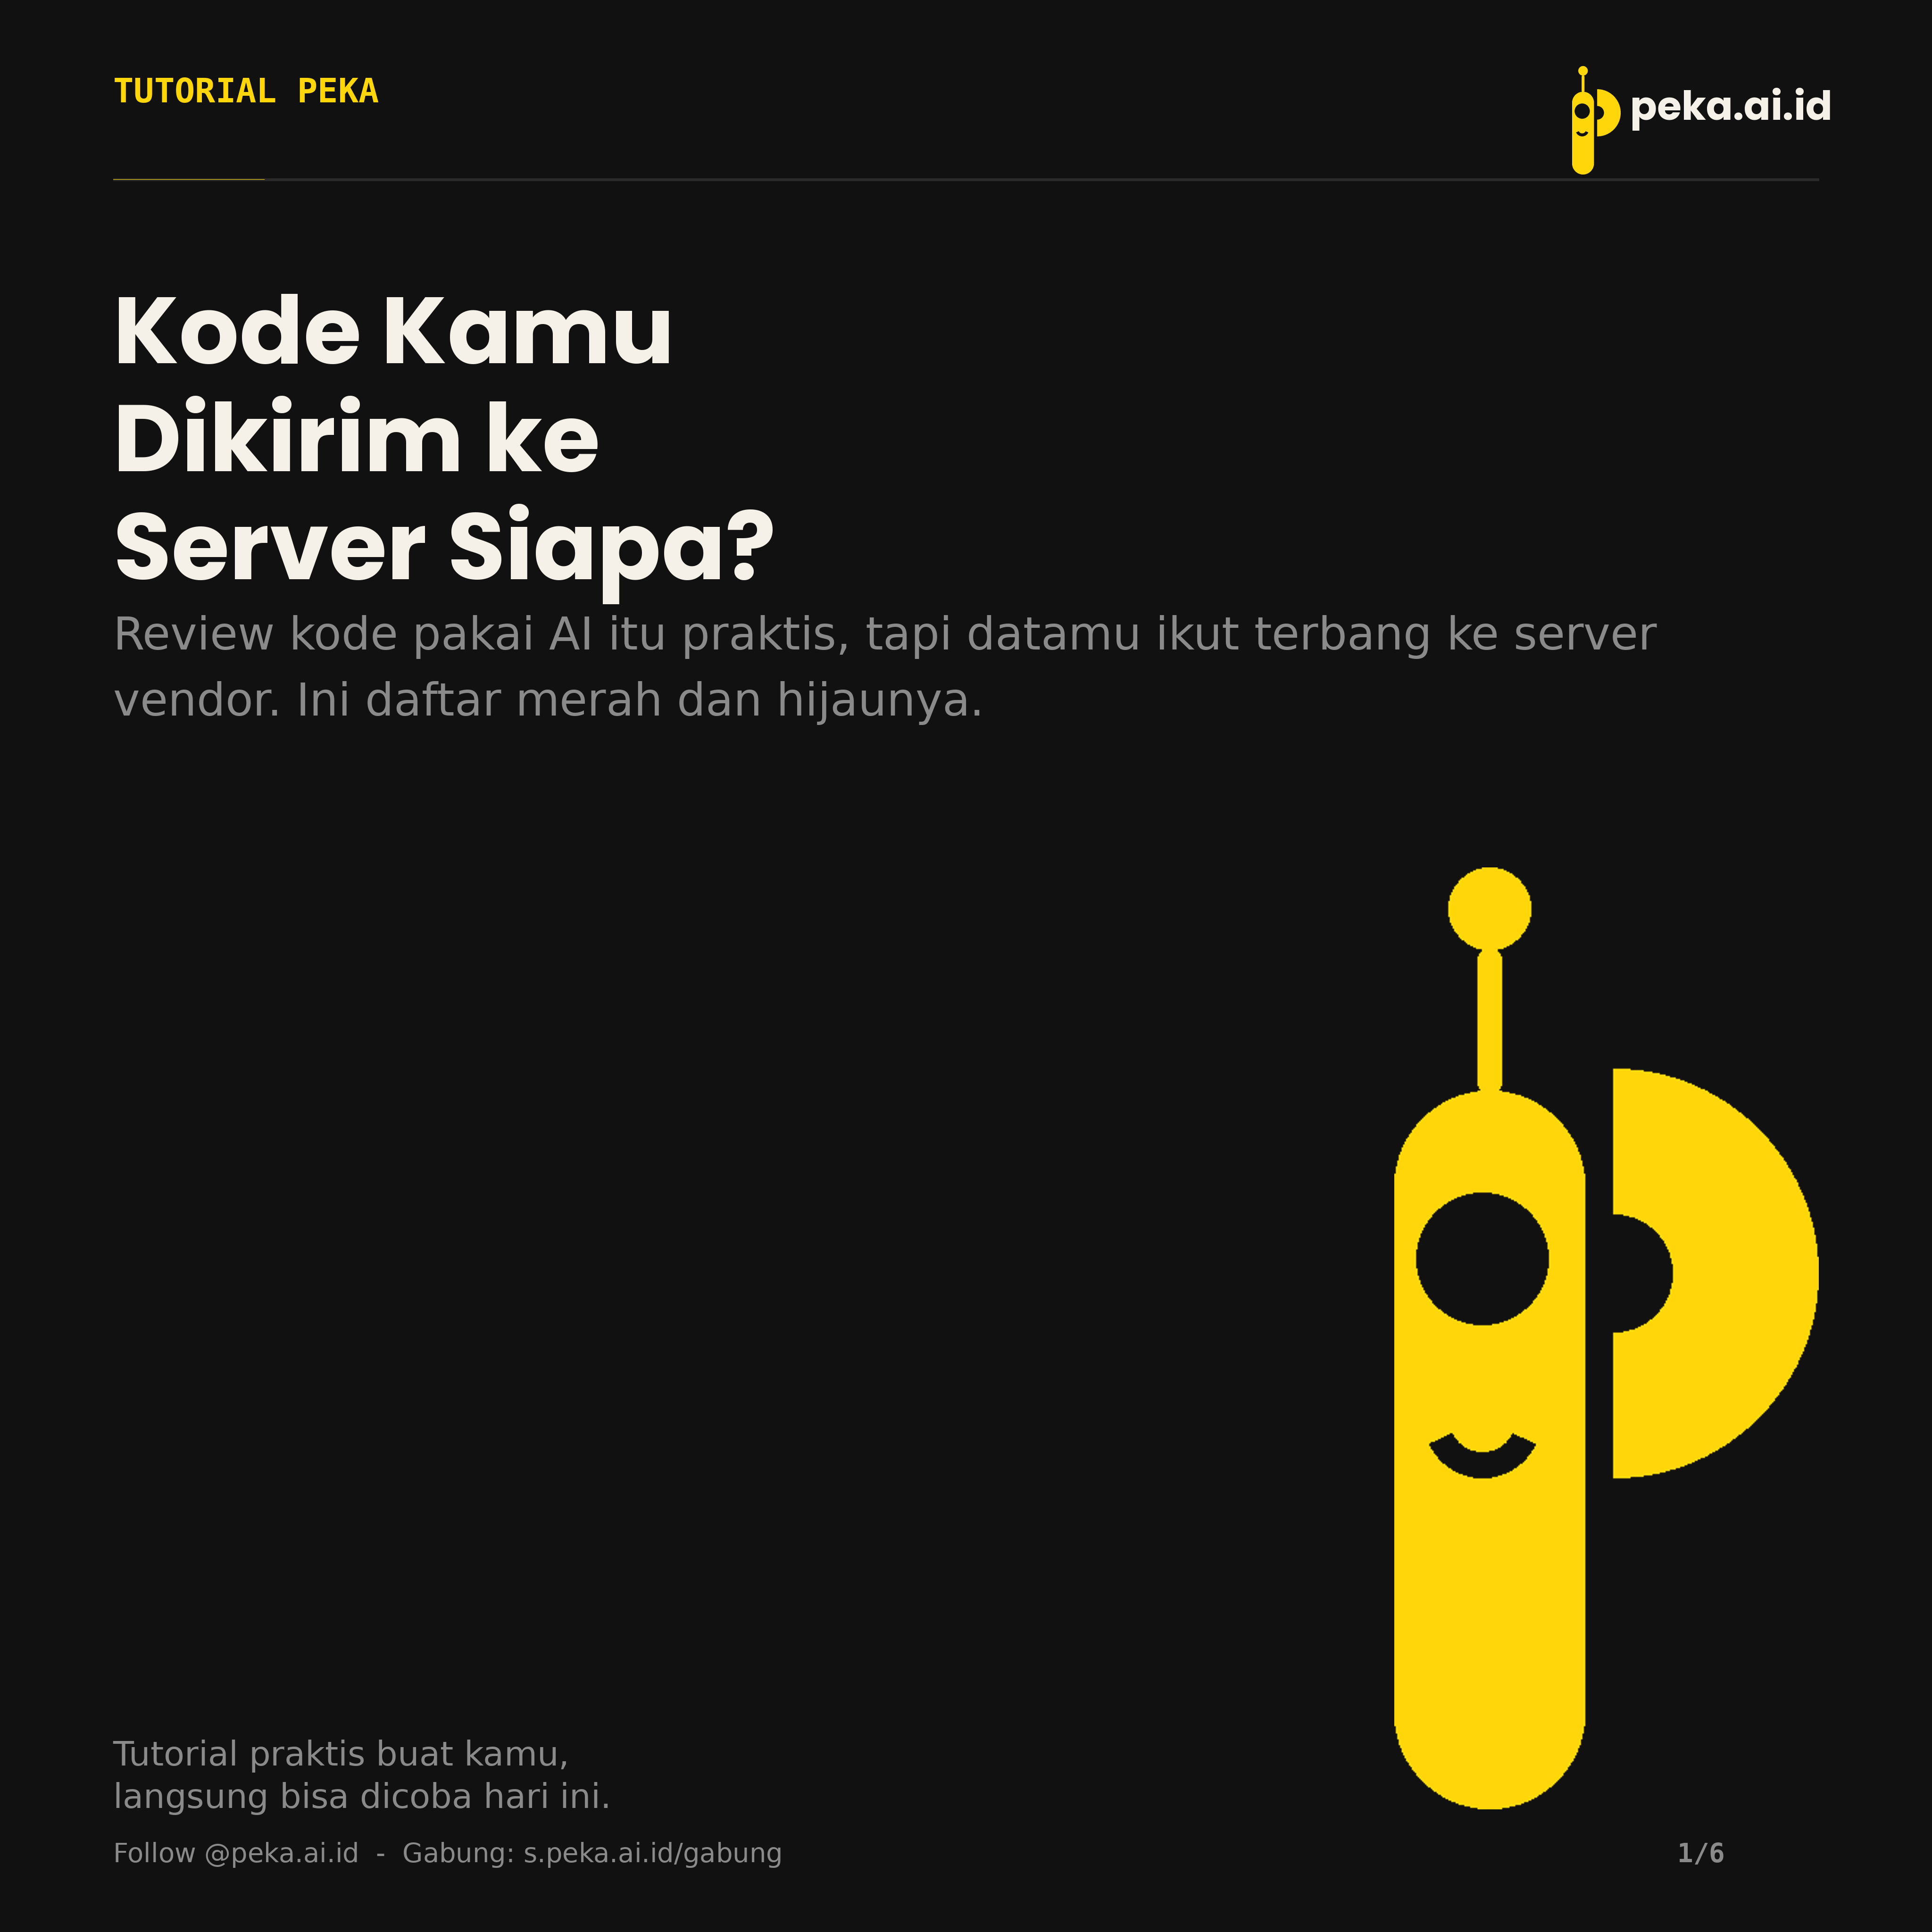 TUTORIAL PEKA
peka.ai.id
Kode Kamu
Dikirim ke
Server Siapa?
Review kode pakai AI itu praktis, tapi datamu ikut terbang ke server
vendor. Ini daftar merah dan hijaunya.
Tutorial praktis buat kamu,
langsung bisa dicoba hari ini.
Follow @peka.ai.id - Gabung: s.peka.ai.id/gabung
1/6